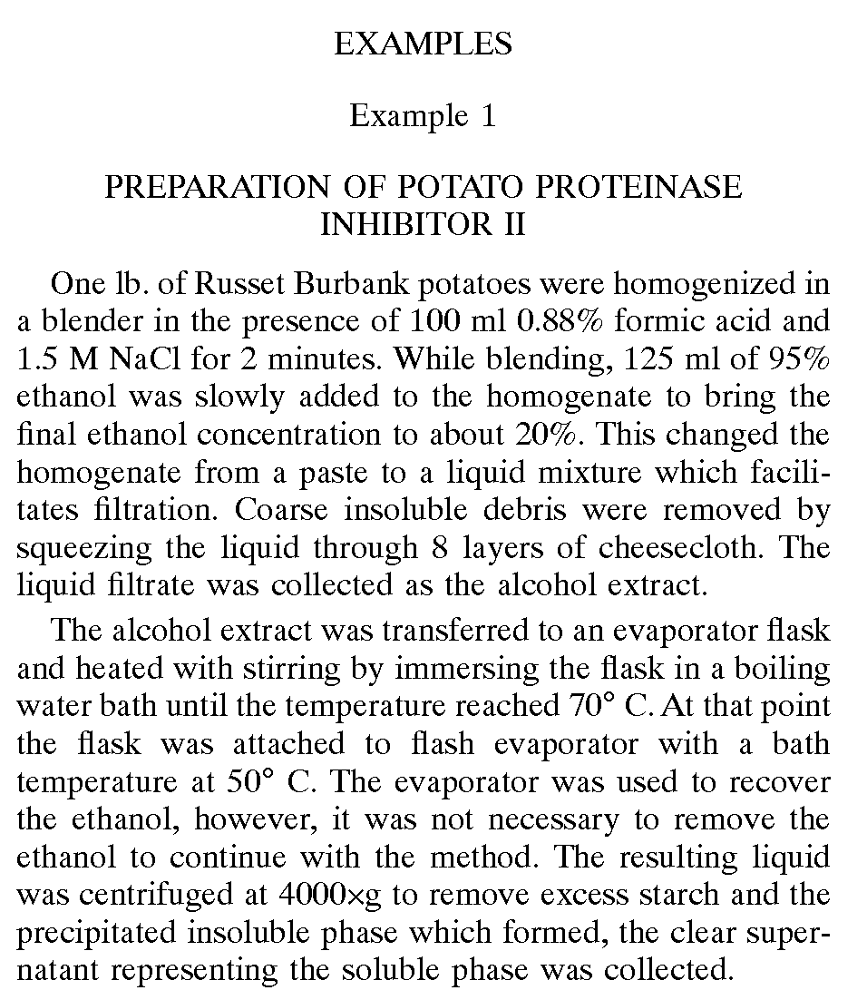 EXAMPLES
Example 1
PREPARATION OF POTATO PROTEINASE
INHIBITOR II
One lb. of Russet Burbank potatoes were homogenized in
a blender in the presence of 100 ml 0.88% formic acid and
1.5 M NaCl for 2 minutes. While blending, 125 ml of 95%
ethanol was slowly added to the homogenate to bring the
final ethanol concentration to about 20%. This changed the
homogenate from a paste to a liquid mixture which facili-
tates filtration. Coarse insoluble debris were removed by
squeezing the liquid through 8 layers of cheesecloth. The
liquid filtrate was collected as the alcohol extract.
The alcohol extract was transferred to an evaporator flask
and heated with stirring by immersing the flask in a boiling
water bath until the temperature reached 70° C. At that point
the flask was attached to flash evaporator with a bath
temperature at 50° C. The evaporator was used to recover
the ethanol, however, it was not necessary to remove the
ethanol to continue with the method. The resulting liquid
was centrifuged at 4000×g to remove excess starch and the
precipitated insoluble phase which formed, the clear super-
natant representing the soluble phase was collected.